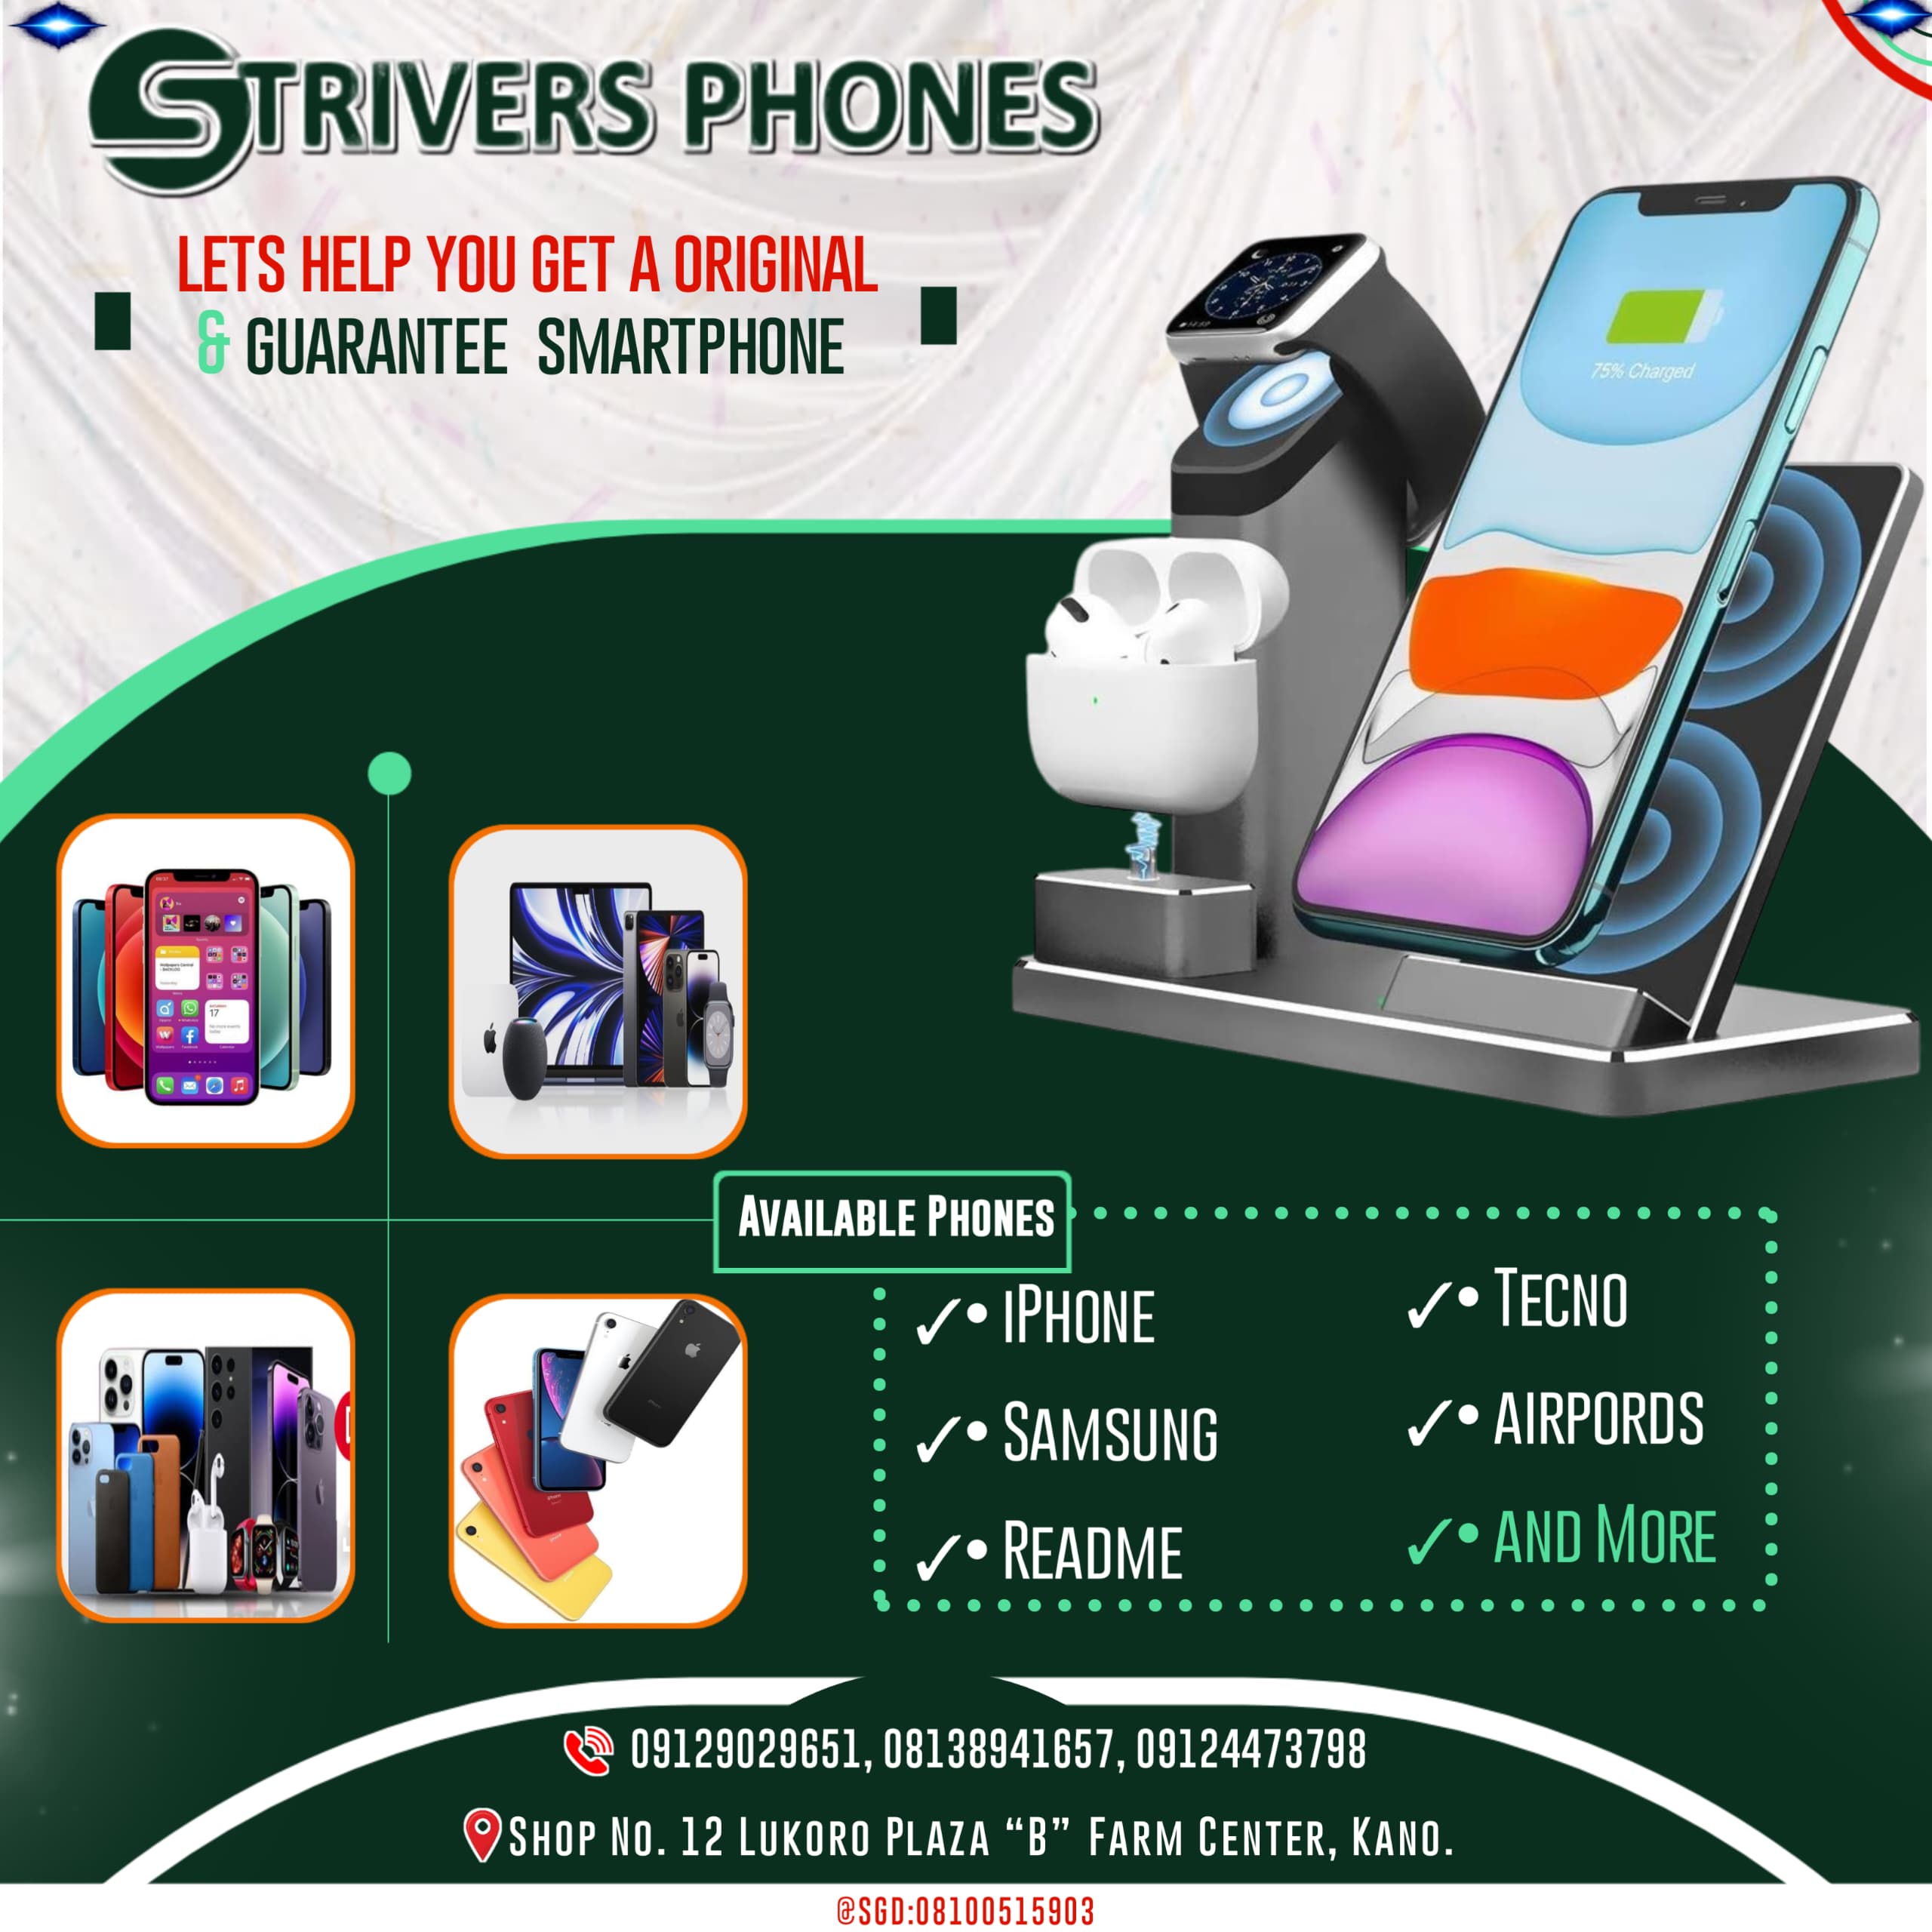 STRIVERS PHONES
LETS HELP YOU GET A ORIGINAL
& GUARANTEE SMARTPHONE
75% Charged
AVAILABLE PHONES
✓• IPHONE
✓• SAMSUNG
✓• README
✓• TECNO
✓• AIRPORDS
✓• AND MORE
09129029651, 08138941657, 09124473798
SHOP NO. 12 LUKORO PLAZA “B” FARM CENTER, KANO.
@SGD:08100515903